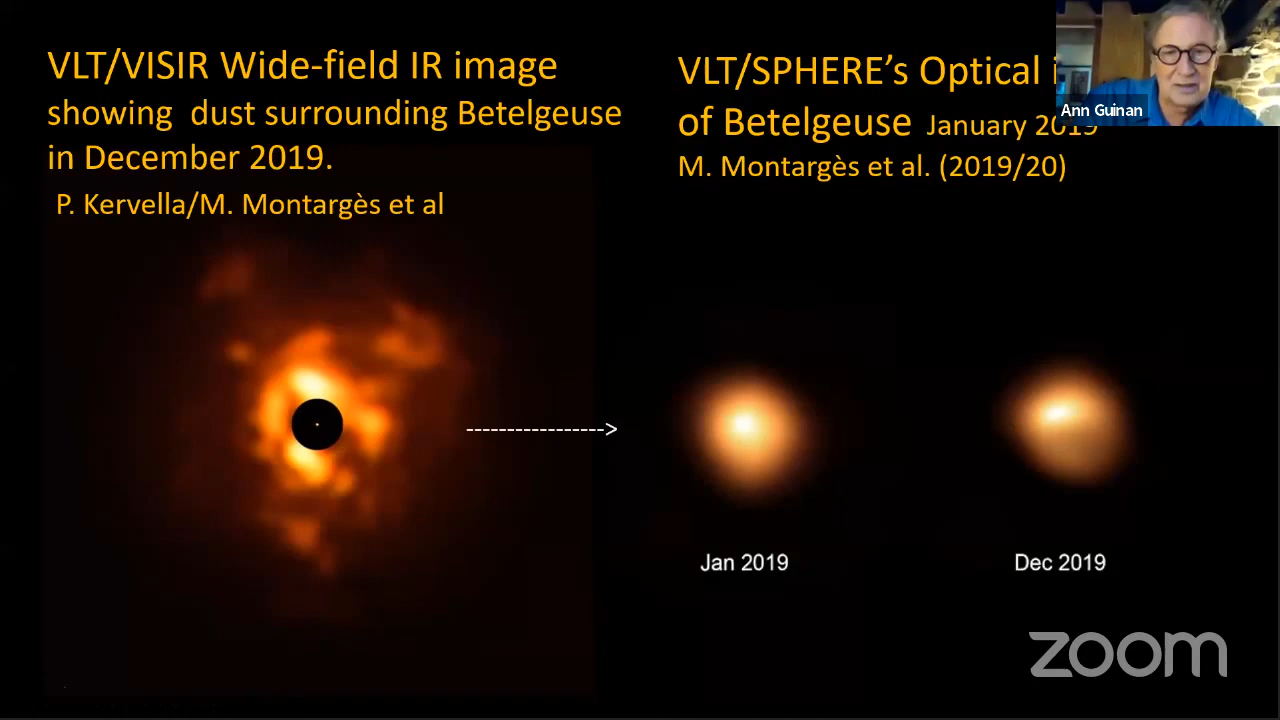 VLT/VISIR Wide-field IR image
showing dust surrounding Betelgeuse
in December 2019.
P. Kervella/M. Montargès et al
VLT/SPHERE’s Optical
of Betelgeuse January 2019
M. Montargès et al. (2019/20)
Ann Guinan
----------------->
Jan 2019
Dec 2019
zoom